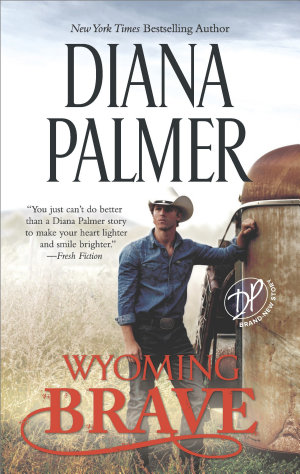 New York Times Bestselling Author
DIANA
PALMER
“You just can’t do better
than a Diana Palmer story
to make your heart lighter
and smile brighter.”
—Fresh Fiction
DP
BRAND-NEW STORY
WYOMING
BRAVE